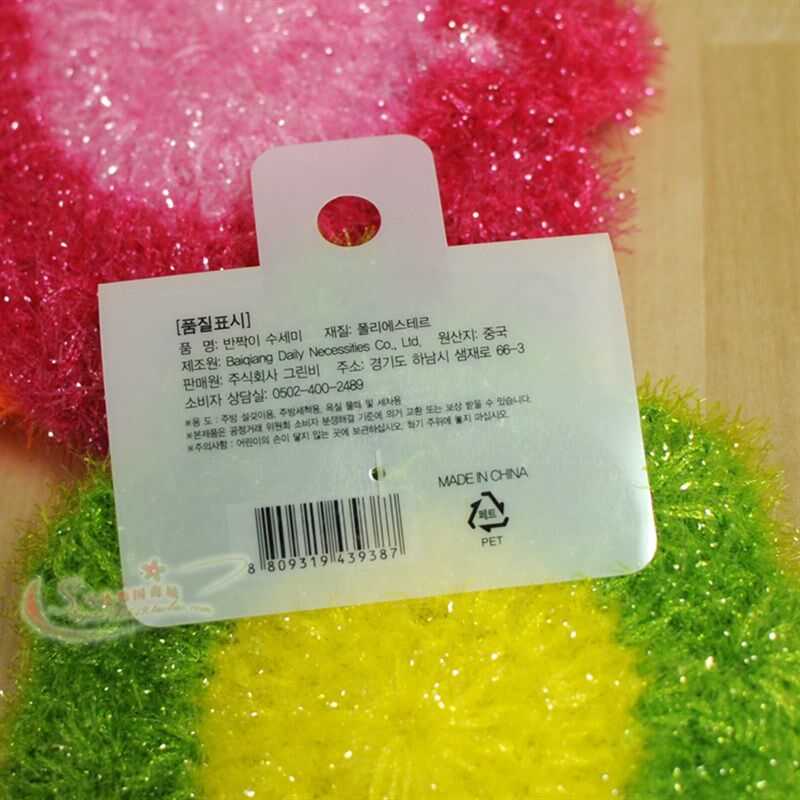 [품질표시]
품 명: 반짝이 수세미 재질: 폴리에스테르
제조원: Baiqiang Daily Necessities Co., Ltd. 원산지: 중국
판매원: 주식회사 그린비 주소: 경기도 하남시 샘재로 66-3
소비자 상담실: 0502-400-2489
※용 도 : 주방 설겆이용, 주방세척용, 욕실 물때 및 세차용
※본제품은 공정거래 위원회 소비자 분쟁해결 기준에 의거 교환 또는 보상 받을 수 있습니다.
※주의사항 : 어린이의 손이 닿지 않는 곳에 보관하십시오. 화기 주위에 놓지 마십시오.
MADE IN CHINA
페트
PET
8 809319 439387